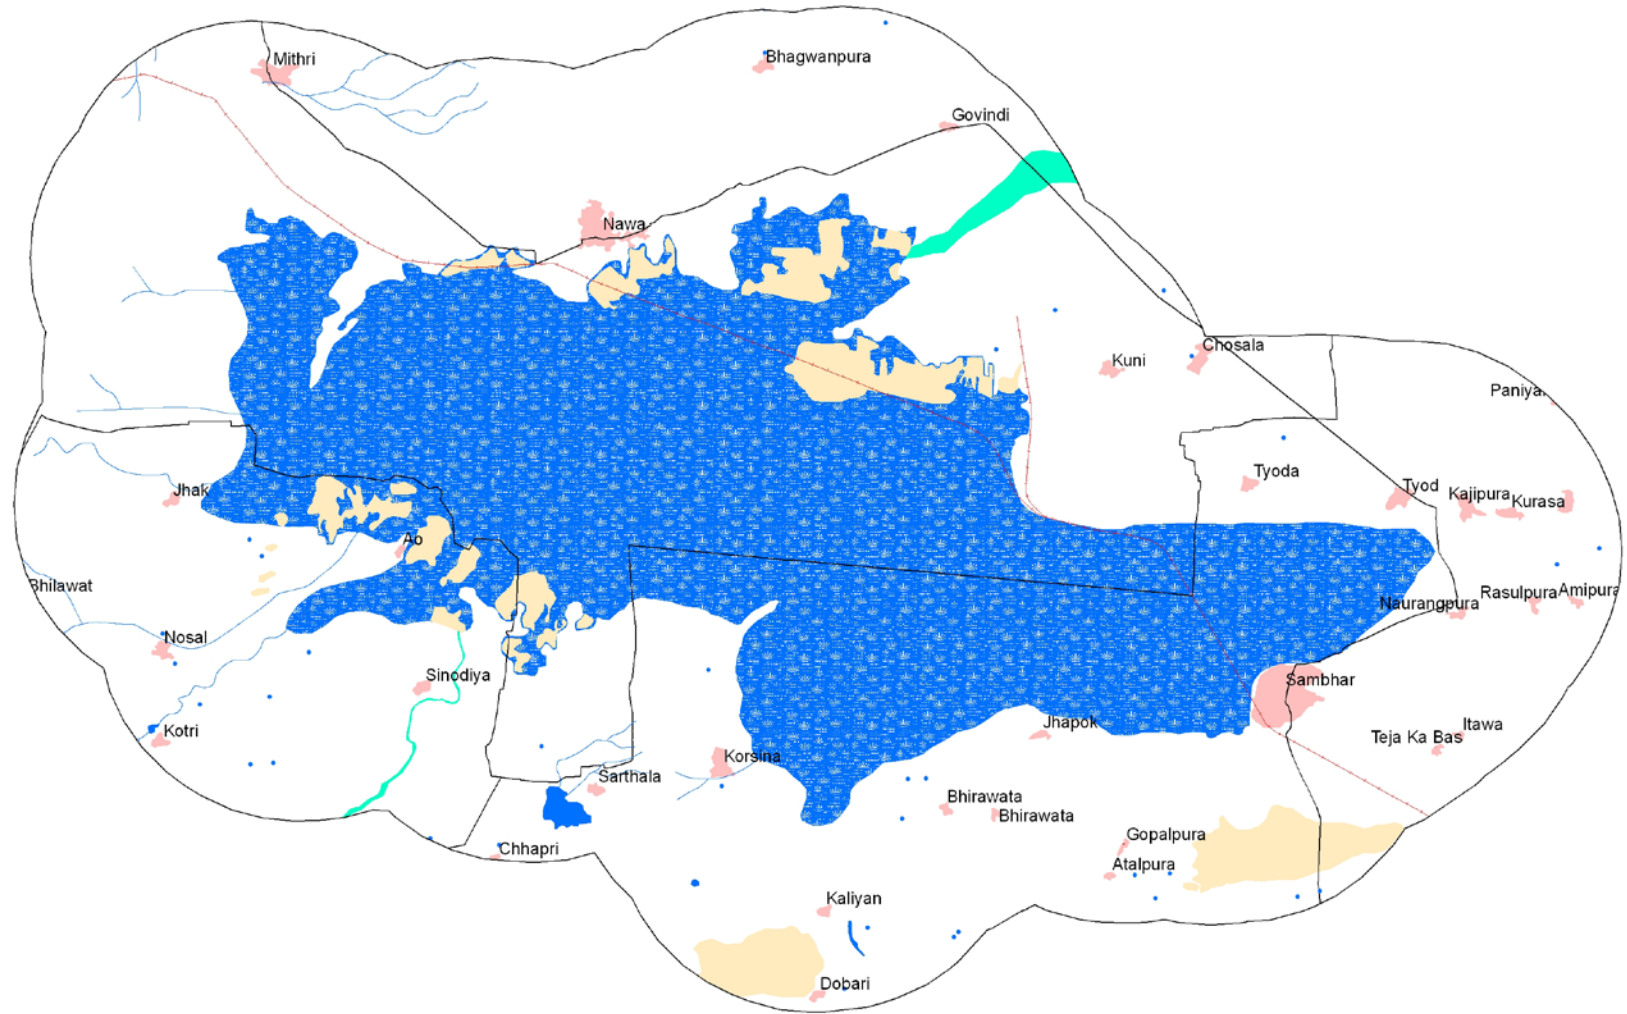 Mithri
Bhagwanpura
Govindi
Nawa
Chosala
Kuni
Paniya
Tyoda
Tyod
Kajipura
Kurasa
Jhak
Ao
Bhilawat
Rasulpura
Amipura
Naurangpura
Nosal
Sinodiya
Sambhar
Jhapok
Itawa
Kotri
Teja Ka Bas
Korsina
Sarthala
Bhirawata
Bhirawata
Gopalpura
Chhapri
Atalpura
Kaliyan
Dobari